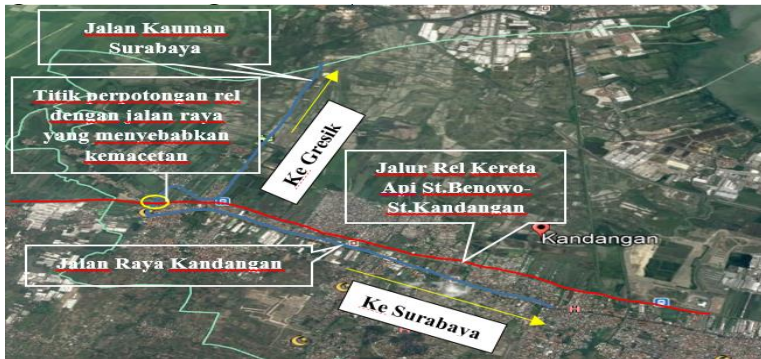 Jalan Kauman
Surabaya
Titik perpotongan rel
dengan jalan raya
yang menyebabkan
kemacetan
Ke Gresik
Jalur Rel Kereta
Api St.Benowo-
St.Kandangan
Kandangan
Jalan Raya Kandangan
Ke Surabaya
H